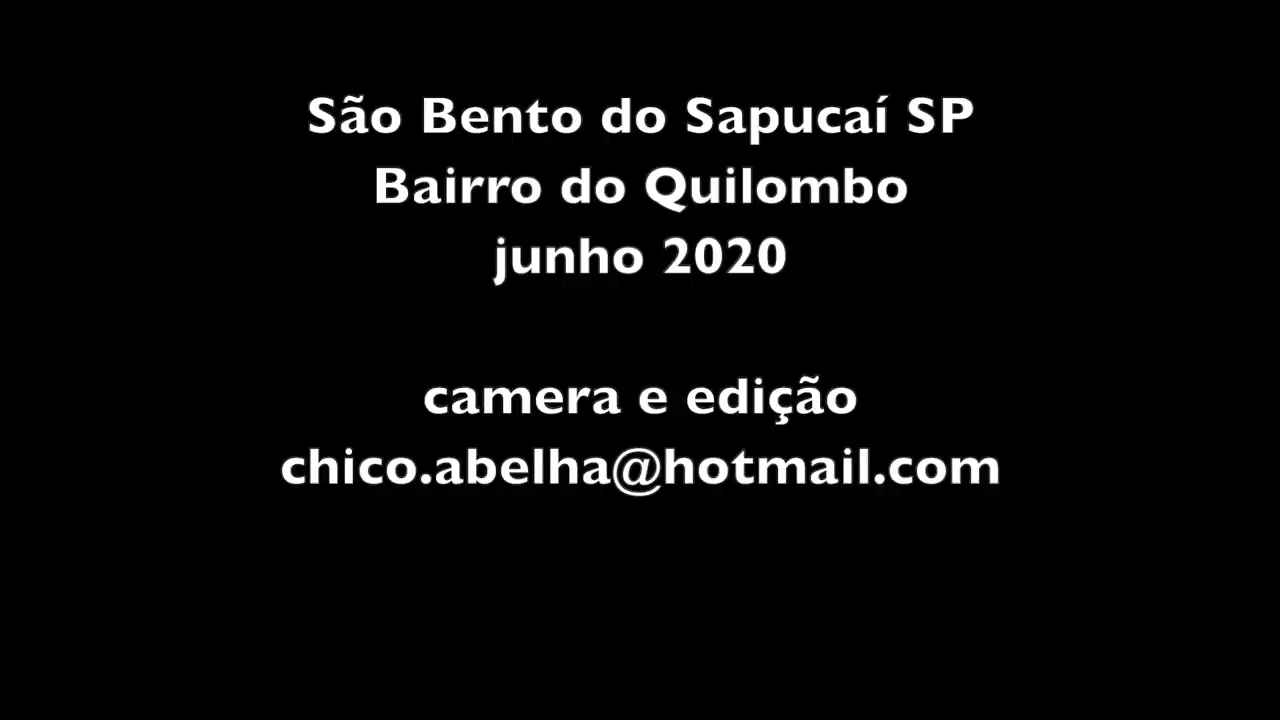 São Bento do Sapucaí SP
Bairro do Quilombo
junho 2020
camera e edição
chico.abelha@hotmail.com